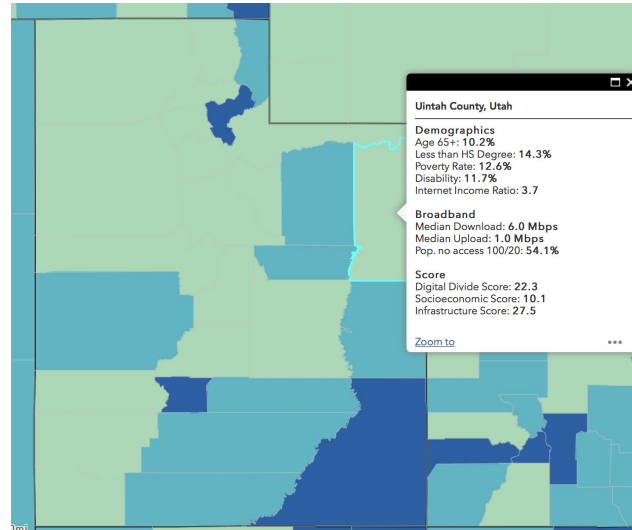 Uintah County, Utah
Demographics
Age 65+: 10.2%
Less than HS Degree: 14.3%
Poverty Rate: 12.6%
Disability: 11.7%
Internet Income Ratio: 3.7
Broadband
Median Download: 6.0 Mbps
Median Upload: 1.0 Mbps
Pop. no access 100/20: 54.1%
Score
Digital Divide Score: 22.3
Socioeconomic Score: 10.1
Infrastructure Score: 27.5
Zoom to